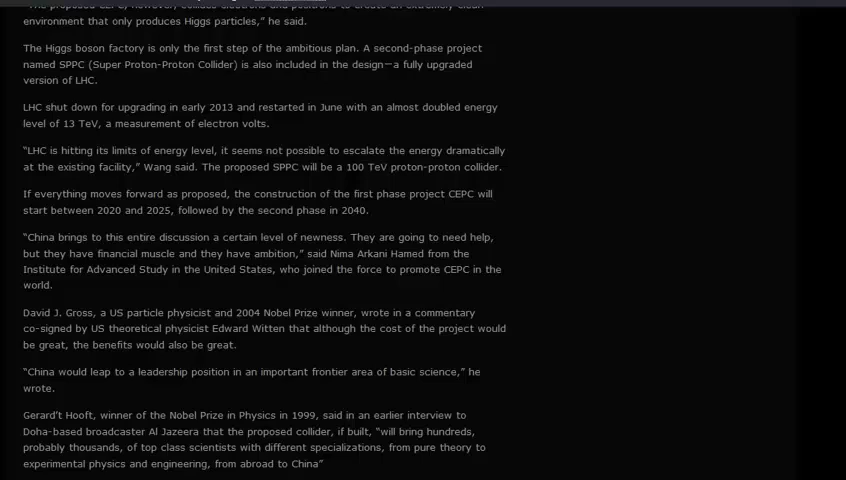 "The proposed CEPC, however, collides electrons and positrons to create an extremely clean
environment that only produces Higgs particles," he said.
The Higgs boson factory is only the first step of the ambitious plan. A second-phase project
named SPPC (Super Proton-Proton Collider) is also included in the design—a fully upgraded
version of LHC.
LHC shut down for upgrading in early 2013 and restarted in June with an almost doubled energy
level of 13 TeV, a measurement of electron volts.
"LHC is hitting its limits of energy level, it seems not possible to escalate the energy dramatically
at the existing facility," Wang said. The proposed SPPC will be a 100 TeV proton-proton collider.
If everything moves forward as proposed, the construction of the first phase project CEPC will
start between 2020 and 2025, followed by the second phase in 2040.
"China brings to this entire discussion a certain level of newness. They are going to need help,
but they have financial muscle and they have ambition," said Nima Arkani Hamed from the
Institute for Advanced Study in the United States, who joined the force to promote CEPC in the
world.
David J. Gross, a US particle physicist and 2004 Nobel Prize winner, wrote in a commentary
co-signed by US theoretical physicist Edward Witten that although the cost of the project would
be great, the benefits would also be great.
"China would leap to a leadership position in an important frontier area of basic science," he
wrote.
Gerard't Hooft, winner of the Nobel Prize in Physics in 1999, said in an earlier interview to
Doha-based broadcaster Al Jazeera that the proposed collider, if built, "will bring hundreds,
probably thousands, of top class scientists with different specializations, from pure theory to
experimental physics and engineering, from abroad to China"